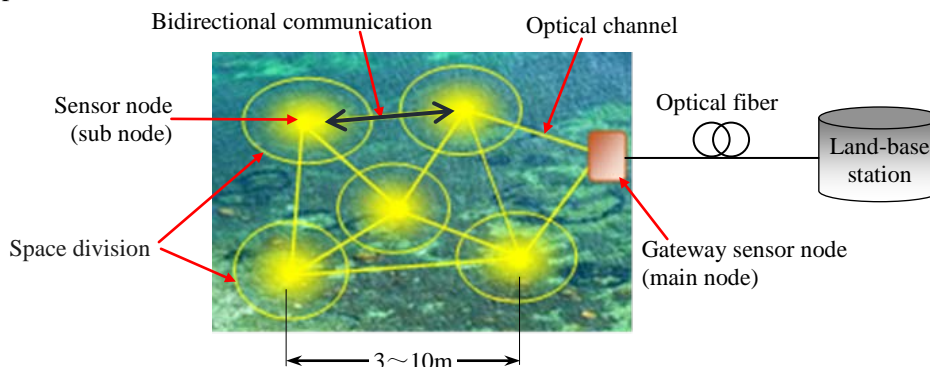 Bidirectional communication
Optical channel
Sensor node
(sub node)
Optical fiber
Land-base
station
Space division
Gateway sensor node
(main node)
3～10m